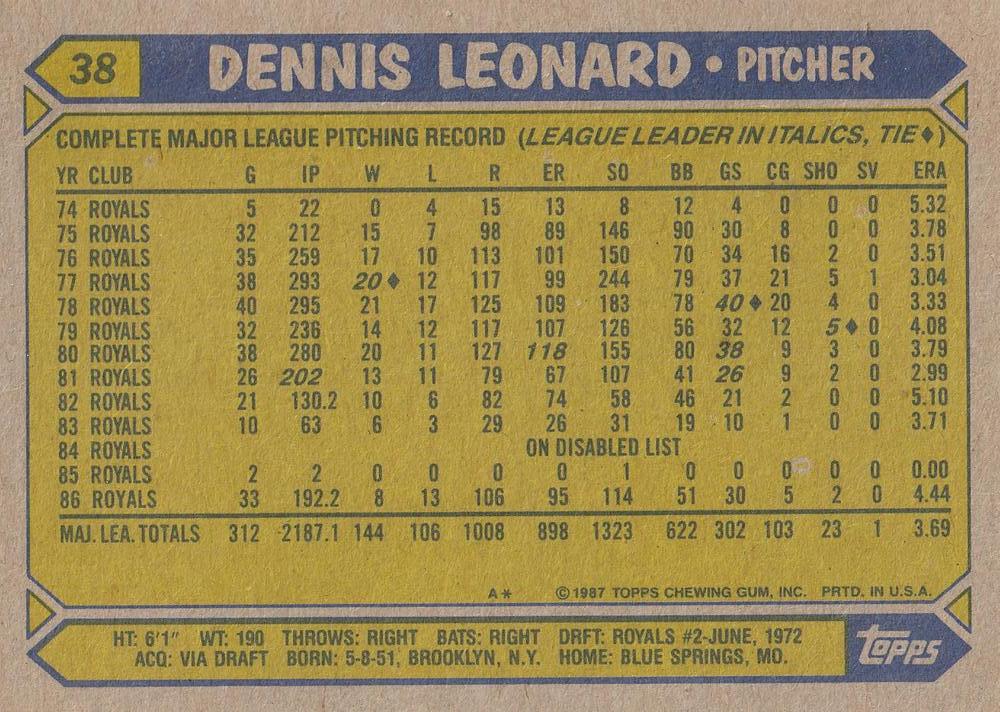 38 DENNIS LEONARD • PITCHER
COMPLETE MAJOR LEAGUE PITCHING RECORD (LEAGUE LEADER IN ITALICS, TIE♦)
YR CLUB G IP W L R ER SO BB GS CG SHO SV ERA
74 ROYALS 5 22 0 4 15 13 8 12 4 0 0 0 5.32
75 ROYALS 32 212 15 7 98 89 146 90 30 8 0 0 3.78
76 ROYALS 35 259 17 10 113 101 150 70 34 16 2 0 3.51
77 ROYALS 38 293 20♦ 12 117 99 244 79 37 21 5 1 3.04
78 ROYALS 40 295 21 17 125 109 183 78 40♦ 20 4 0 3.33
79 ROYALS 32 236 14 12 117 107 126 56 32 12 5♦ 0 4.08
80 ROYALS 38 280 20 11 127 118 155 80 38 9 3 0 3.79
81 ROYALS 26 202 13 11 79 67 107 41 26 9 2 0 2.99
82 ROYALS 21 130.2 10 6 82 74 58 46 21 2 0 0 5.10
83 ROYALS 10 63 6 3 29 26 31 19 10 1 0 0 3.71
84 ROYALS ON DISABLED LIST
85 ROYALS 2 2 0 0 0 0 1 0 0 0 0 0 0.00
86 ROYALS 33 192.2 8 13 106 95 114 51 30 5 2 0 4.44
MAJ. LEA. TOTALS 312 2187.1 144 106 1008 898 1323 622 302 103 23 1 3.69
A* ©1987 TOPPS CHEWING GUM, INC. PRTD. IN U.S.A.
HT: 6'1" WT: 190 THROWS: RIGHT BATS: RIGHT DRFT: ROYALS #2-JUNE, 1972
ACQ: VIA DRAFT BORN: 5-8-51, BROOKLYN, N.Y. HOME: BLUE SPRINGS, MO.
topps